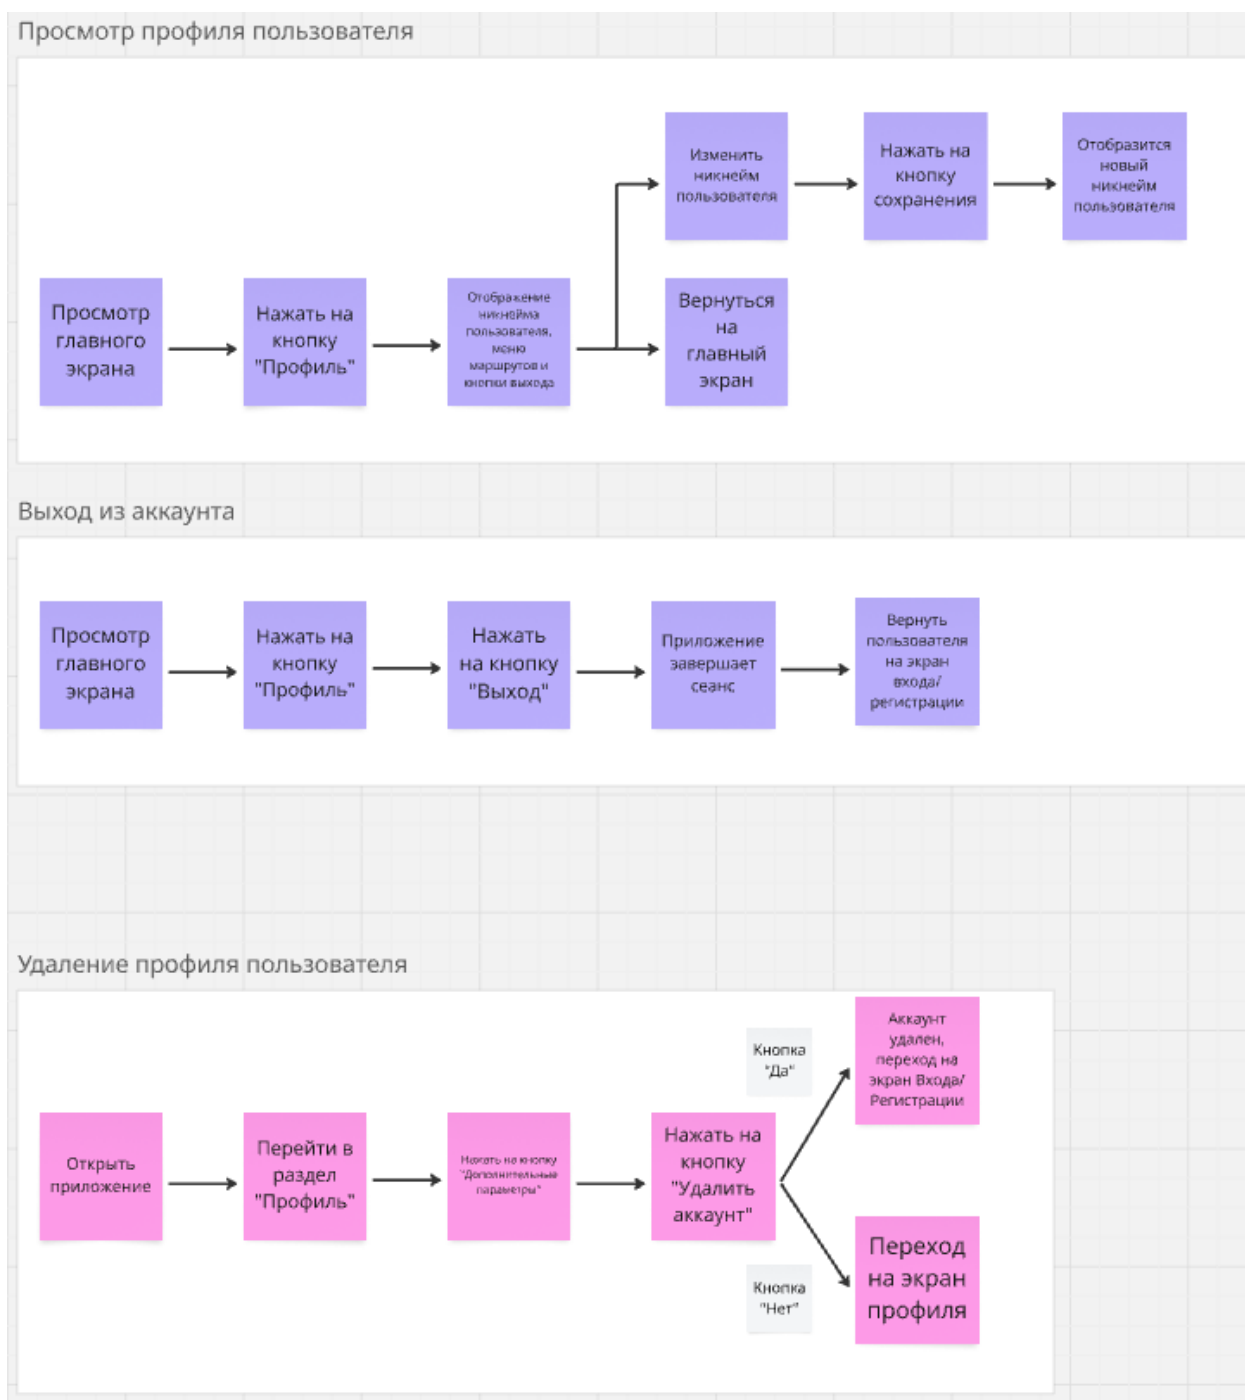 Просмотр профиля пользователя
Изменить
никнейм
пользователя
Нажать на
кнопку
сохранения
Отобразится
новый
никнейм
пользователя
Просмотр
главного
экрана
Нажать на
кнопку
"Профиль"
Отображение
никнейма
пользователя,
меню
маршрутов и
кнопки выхода
Вернуться
на
главный
экран
Выход из аккаунта
Просмотр
главного
экрана
Нажать на
кнопку
"Профиль"
Нажать
на кнопку
"Выход"
Приложение
завершает
сеанс
Вернуть
пользователя
на экран
входа/
регистрации
Удаление профиля пользователя
Открыть
приложение
Перейти в
раздел
"Профиль"
Нажать на кнопку
"Дополнительные
параметры"
Нажать на
кнопку
"Удалить
аккаунт"
Кнопка
"Да"
Аккаунт
удален,
переход на
экран Входа/
Регистрации
Кнопка
"Нет"
Переход
на экран
профиля